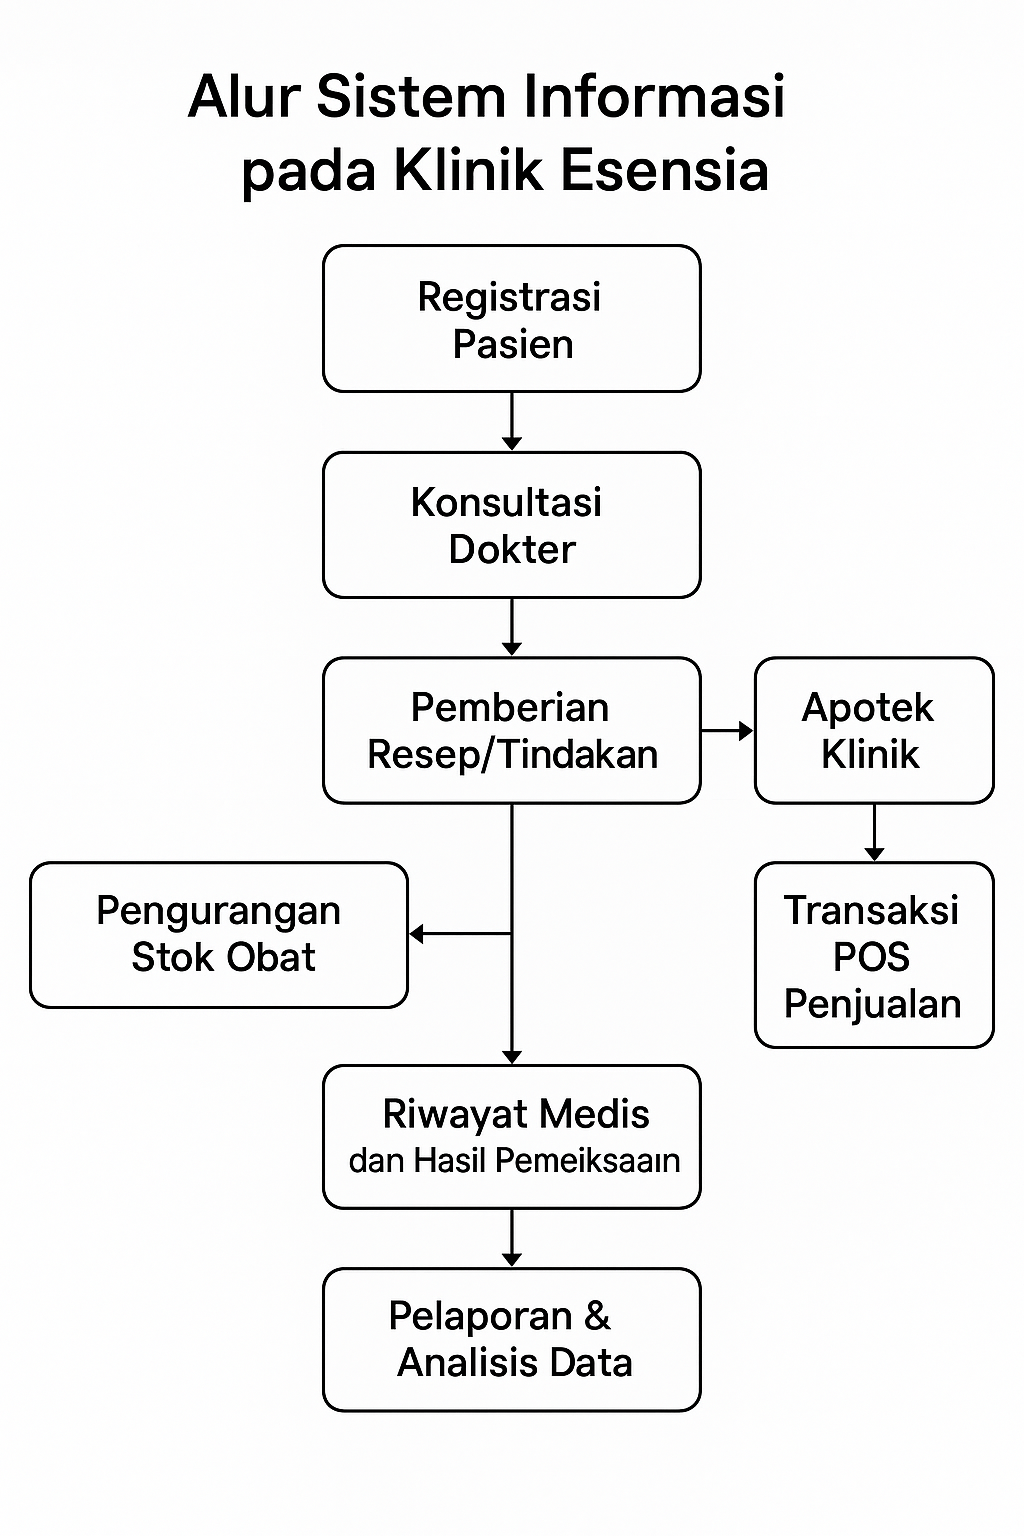 Alur Sistem Informasi
pada Klinik Esensia
Registrasi
Pasien
Konsultasi
Dokter
Pemberian
Resep/Tindakan
Apotek
Klinik
Pengurangan
Stok Obat
Transaksi
POS
Penjualan
Riwayat Medis
dan Hasil Pemeiksaaın
Pelaporan &
Analisis Data